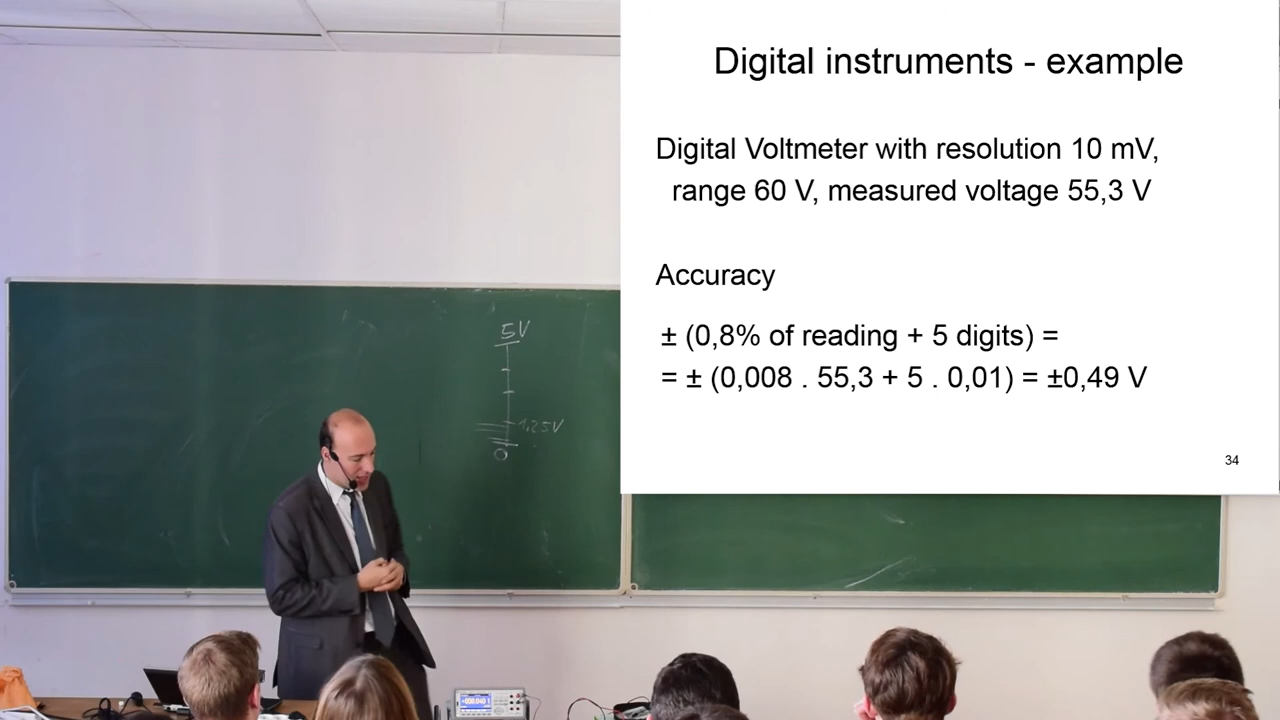 Digital instruments - example
Digital Voltmeter with resolution 10 mV,
range 60 V, measured voltage 55,3 V
Accuracy
± (0,8% of reading + 5 digits) =
= ± (0,008 . 55,3 + 5 . 0,01) = ±0,49 V
34
5V
1,25V
0